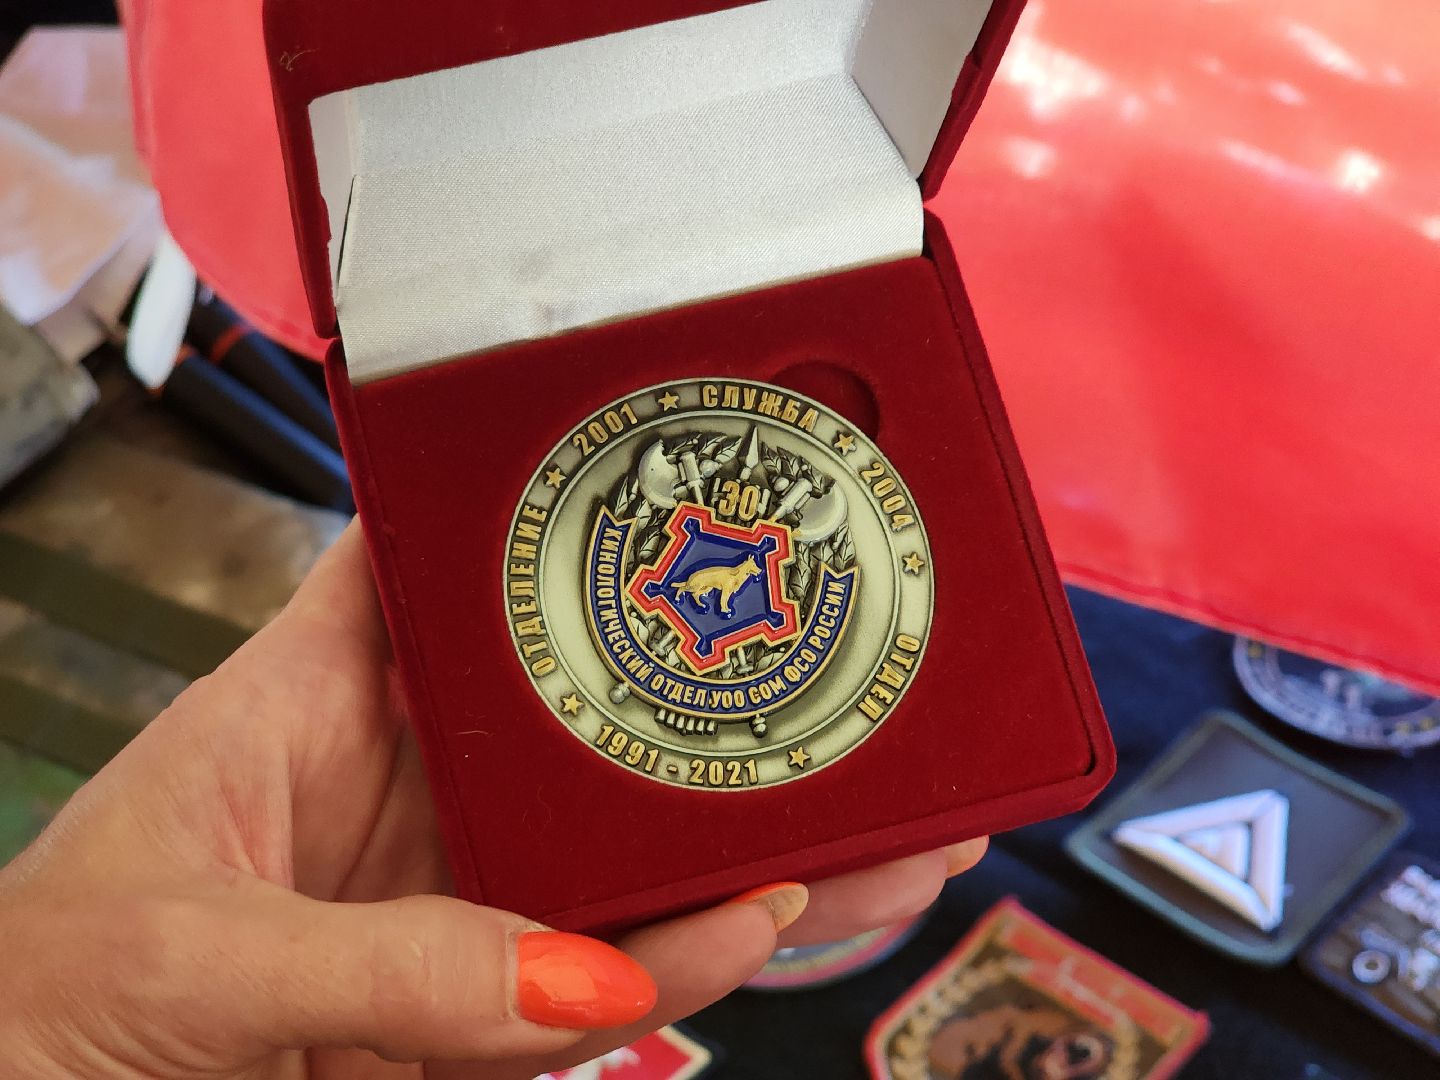 ОТДЕЛЕНИЕ ★ 2001 ★ СЛУЖБА ★ 2004 ★ ОТДЕЛ ★
1991 - 2021 ★
30
КИНОЛОГИЧЕСКИЙ ОТДЕЛ УОО СОМ ФСО РОССИИ